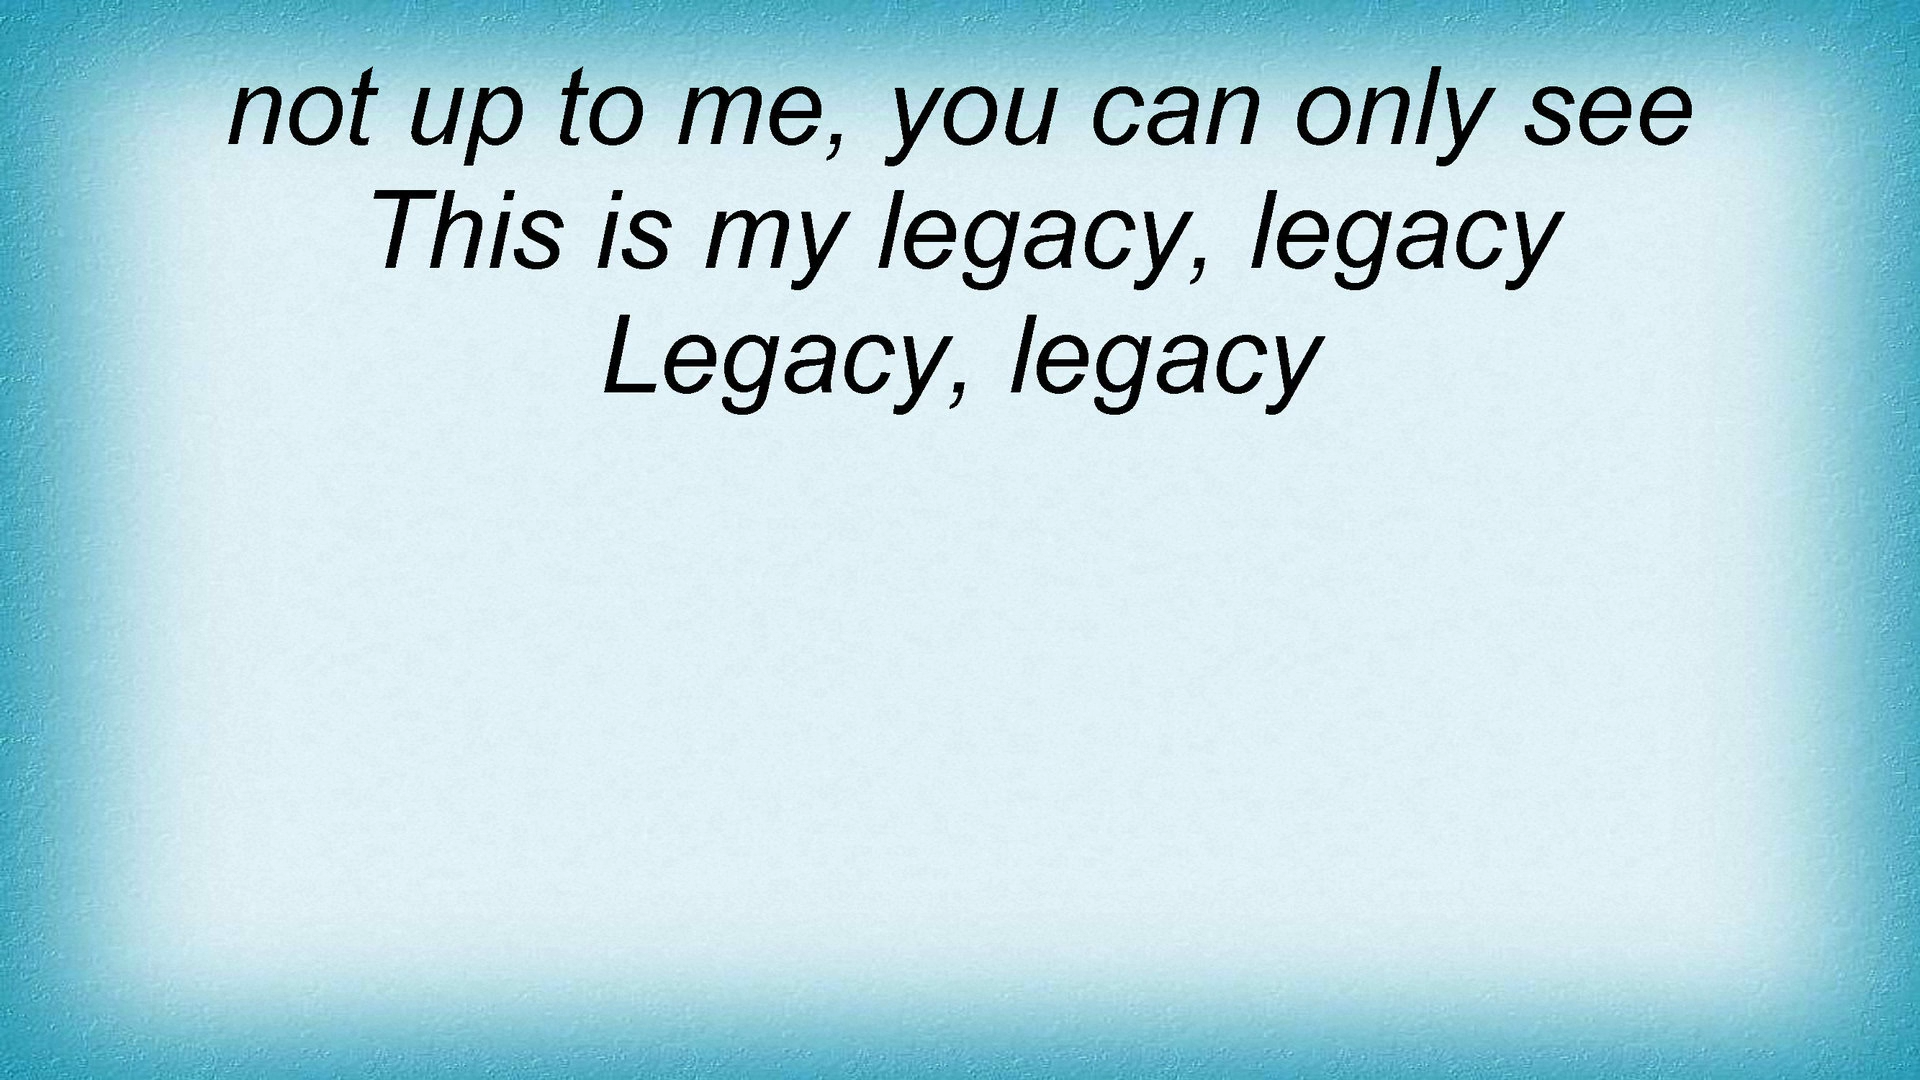 not up to me, you can only see
This is my legacy, legacy
Legacy, legacy